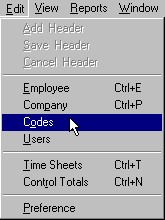 Edit View Reports Window
Add Header
Save Header
Cancel Header
Employee Ctrl+E
Company Ctrl+P
Codes
Users
Time Sheets Ctrl+T
Control Totals Ctrl+N
Preference